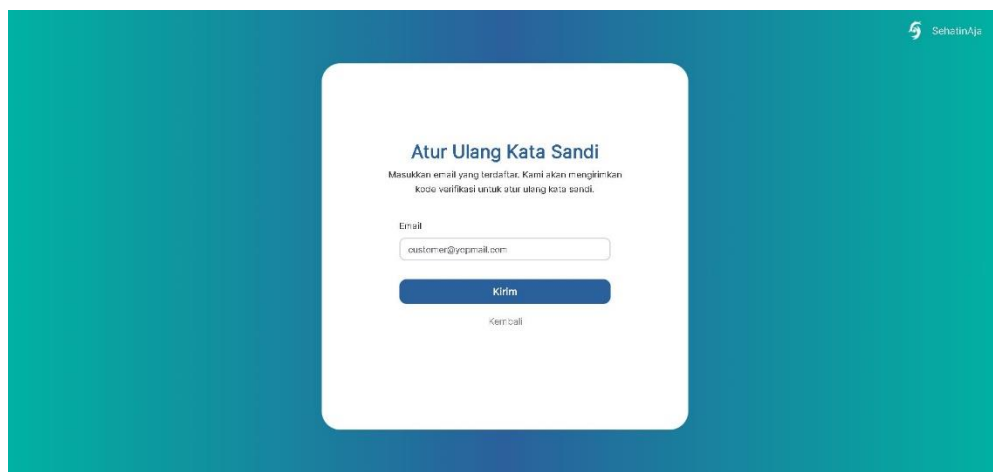 SehatinAja
Atur Ulang Kata Sandi
Masukkan email yang terdaftar. Kami akan mengirimkan
kode verifikasi untuk atur ulang kata sandi.
Email
customer@yopmail.com
Kirim
Kembali